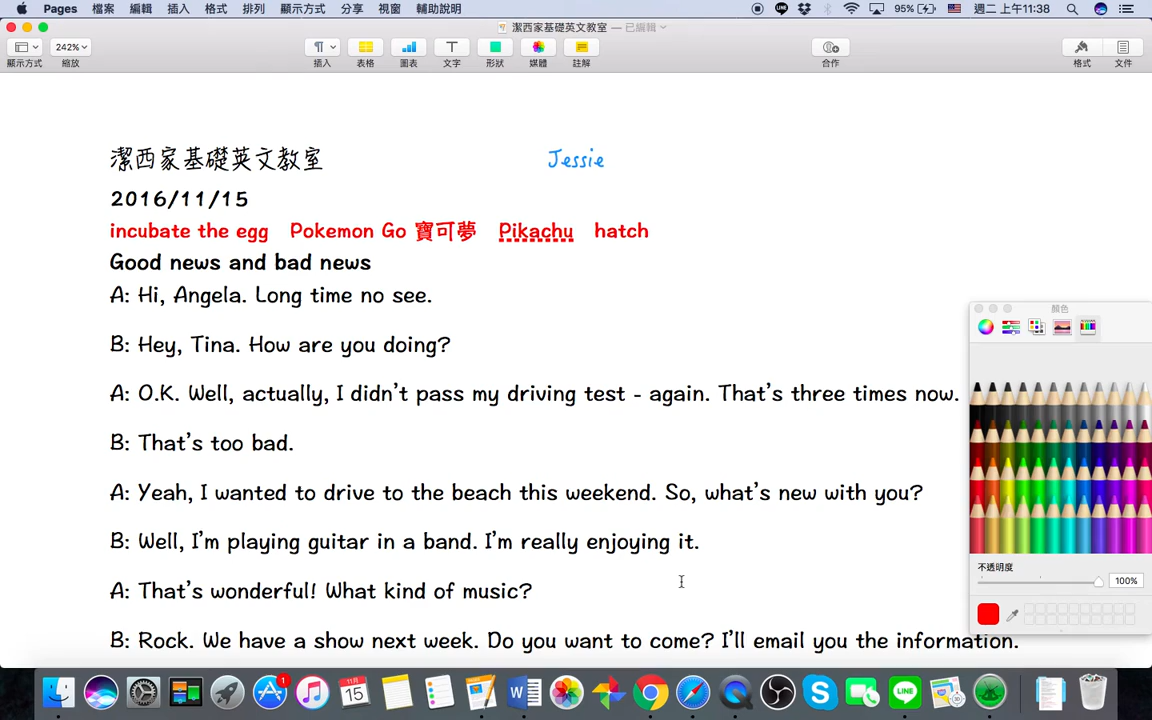 Pages 檔案 編輯 插入 格式 排列 顯示方式 分享 視窗 輔助說明 95% 週二 上午11:38
潔西家基礎英文教室 — 已編輯
242%
顯示方式 縮放 插入 表格 圖表 文字 形狀 媒體 註解 合作 格式 文件
潔西家基礎英文教室 Jessie
2016/11/15
incubate the egg Pokemon Go 寶可夢 Pikachu hatch
Good news and bad news
A: Hi, Angela. Long time no see.
顏色
B: Hey, Tina. How are you doing?
A: O.K. Well, actually, I didn't pass my driving test - again. That's three times now.
B: That's too bad.
A: Yeah, I wanted to drive to the beach this weekend. So, what's new with you?
B: Well, I'm playing guitar in a band. I'm really enjoying it.
不透明度
100%
A: That's wonderful! What kind of music?
B: Rock. We have a show next week. Do you want to come? I'll email you the information.
1
11月
15